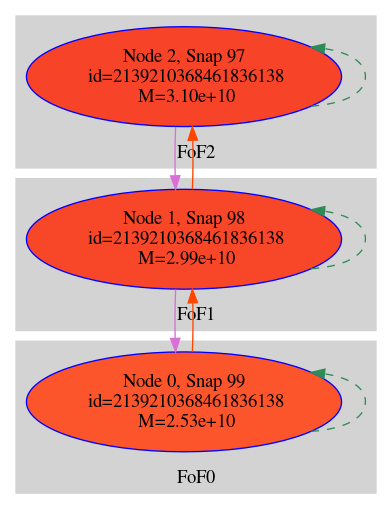 Node 2, Snap 97
id=2139210368461836138
M=3.10e+10
FoF2
Node 1, Snap 98
id=2139210368461836138
M=2.99e+10
FoF1
Node 0, Snap 99
id=2139210368461836138
M=2.53e+10
FoF0